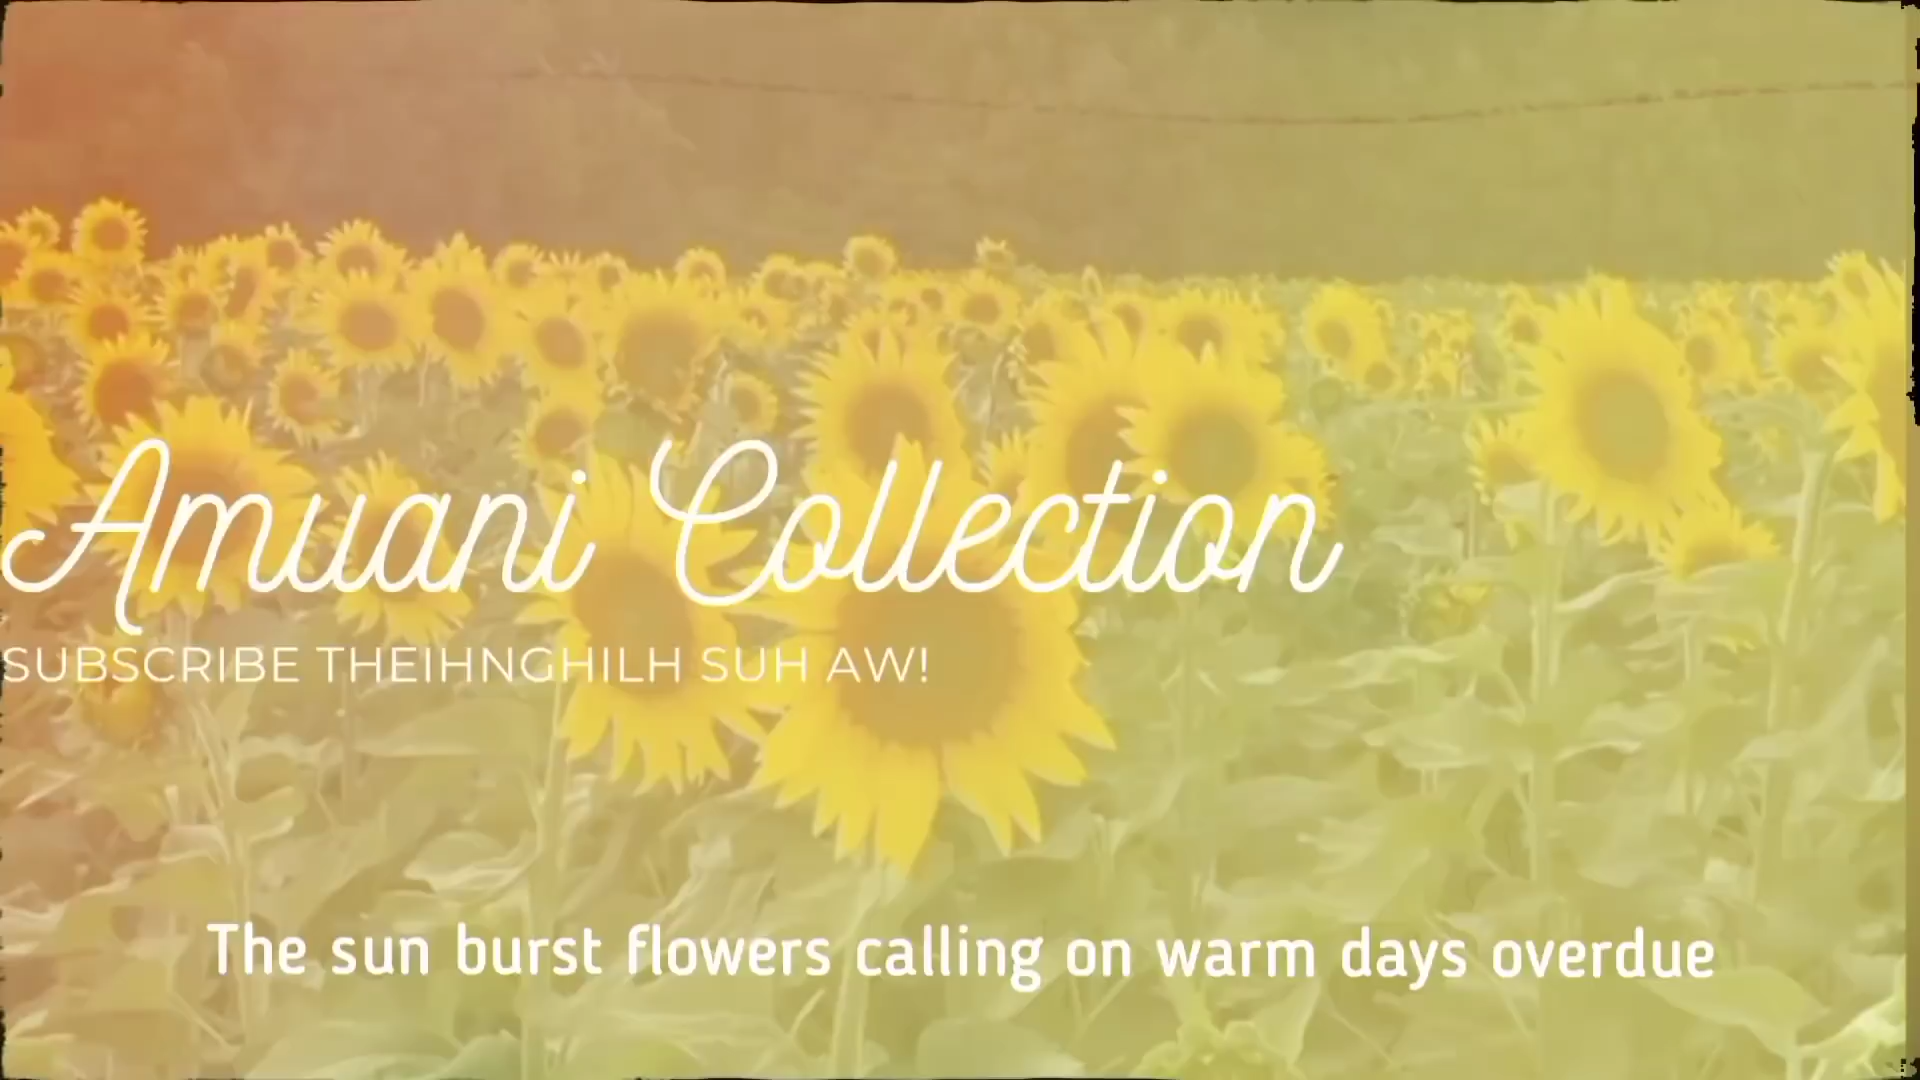 Amuani Collection
SUBSCRIBE THEIHNGHILH SUH AW!
The sun burst flowers calling on warm days overdue